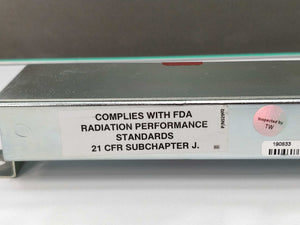 COMPLIES WITH FDA
RADIATION PERFORMANCE
STANDARDS
21 CFR SUBCHAPTER J.
Inspected by
TW
190833